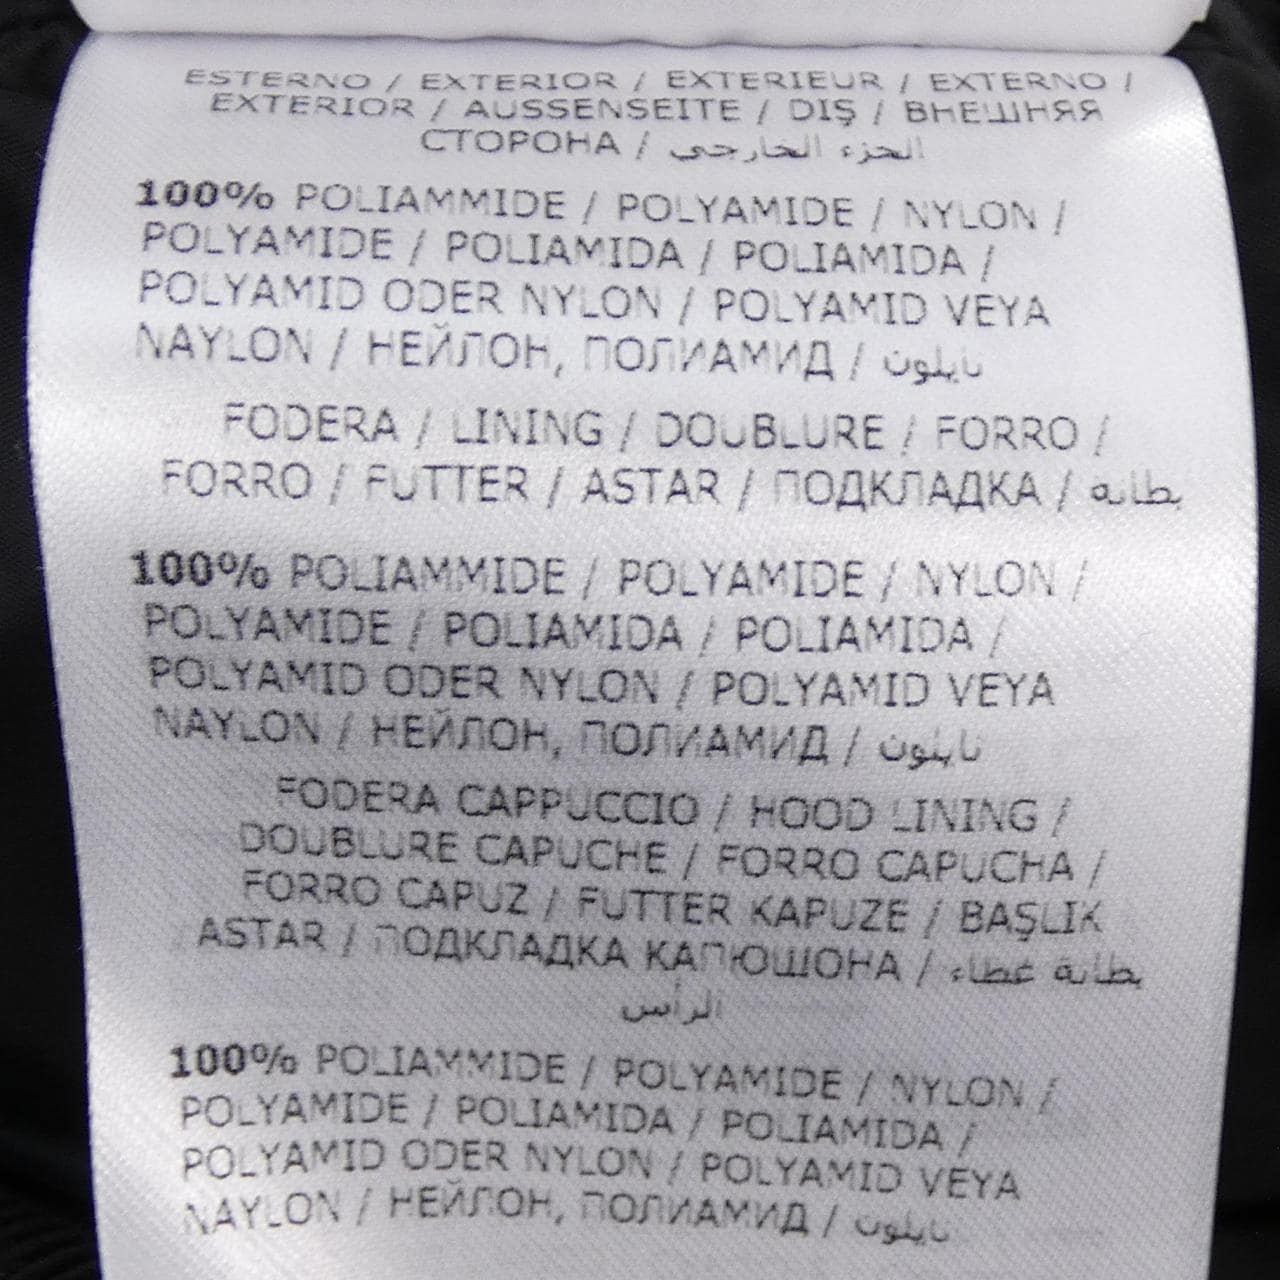 ESTERNO / EXTERIOR / EXTERIEUR / EXTERNO /
EXTERIOR / AUSSENSEITE / DIŞ / ВНЕШНЯЯ
СТОРОНА / الجزء الخارجي
100% POLIAMMIDE / POLYAMIDE / NYLON /
POLYAMIDE / POLIAMIDA / POLIAMIDA /
POLYAMID ODER NYLON / POLYAMID VEYA
NAYLON / НЕЙЛОН, ПОЛИАМИД / نايلون
FODERA / LINING / DOUBLURE / FORRO /
FORRO / FUTTER / ASTAR / ПОДКЛАДКА / بطانه
100% POLIAMMIDE / POLYAMIDE / NYLON /
POLYAMIDE / POLIAMIDA / POLIAMIDA /
POLYAMID ODER NYLON / POLYAMID VEYA
NAYLON / НЕЙЛОН, ПОЛИАМИД / نايلون
FODERA CAPPUCCIO / HOOD LINING /
DOUBLURE CAPUCHE / FORRO CAPUCHA /
FORRO CAPUZ / FUTTER KAPUZE / BAŞLIK
ASTAR / ПОДКЛАДКА КАПЮШОНА / بطانة غطاء
الرأس
100% POLIAMMIDE / POLYAMIDE / NYLON /
POLYAMIDE / POLIAMIDA / POLIAMIDA /
POLYAMID ODER NYLON / POLYAMID VEYA
NAYLON / НЕЙЛОН, ПОЛИАМИД / نايلون